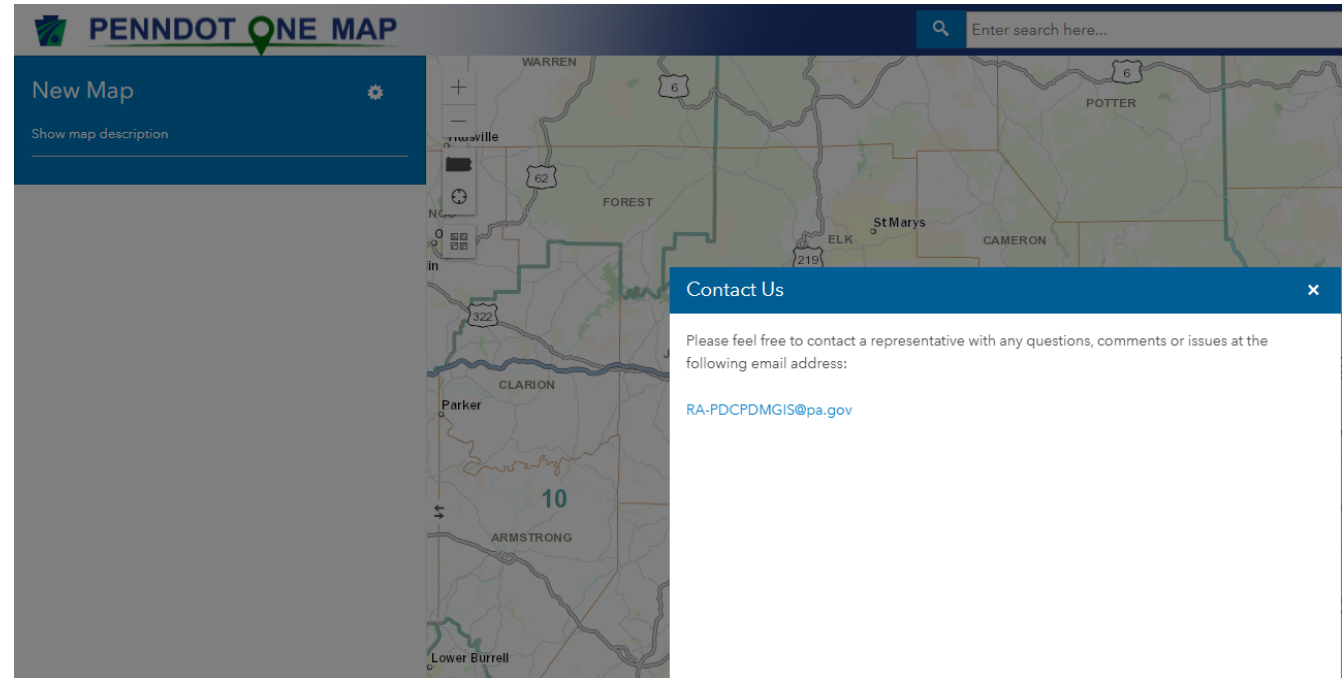 PENNDOT ONE MAP
Enter search here...
New Map
Show map description
WARREN
6
6
POTTER
62
FOREST
StMarys
ELK
CAMERON
219
in
322
Contact Us
Please feel free to contact a representative with any questions, comments or issues at the
following email address:
RA-PDCPDMGIS@pa.gov
CLARION
Parker
10
ARMSTRONG
Lower Burrell